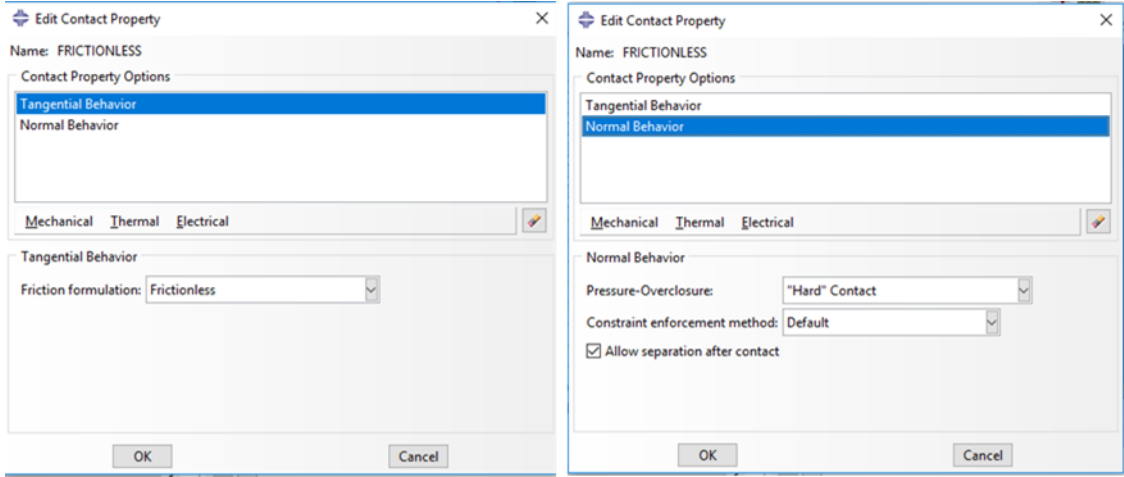 Edit Contact Property
Name: FRICTIONLESS
Contact Property Options
Tangential Behavior
Normal Behavior
Mechanical Thermal Electrical
Tangential Behavior
Friction formulation: Frictionless
OK Cancel
Edit Contact Property
Name: FRICTIONLESS
Contact Property Options
Tangential Behavior
Normal Behavior
Mechanical Thermal Electrical
Normal Behavior
Pressure-Overclosure: "Hard" Contact
Constraint enforcement method: Default
Allow separation after contact
OK Cancel